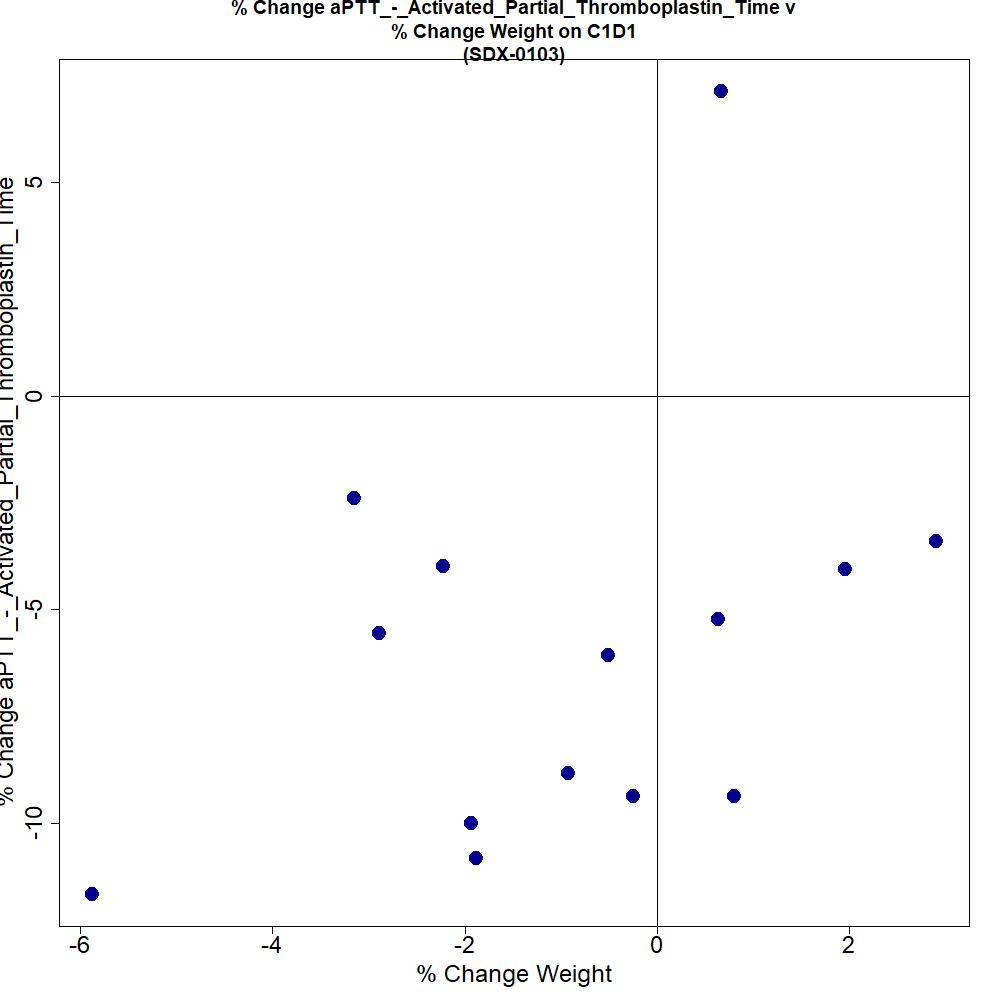 % Change aPTT_-_Activated_Partial_Thromboplastin_Time v
% Change Weight on C1D1
(SDX-0103)
% Change aPTT_-_Activated_Partial_Thromboplastin_Time
5
0
-5
-10
-6
-4
-2
0
2
% Change Weight